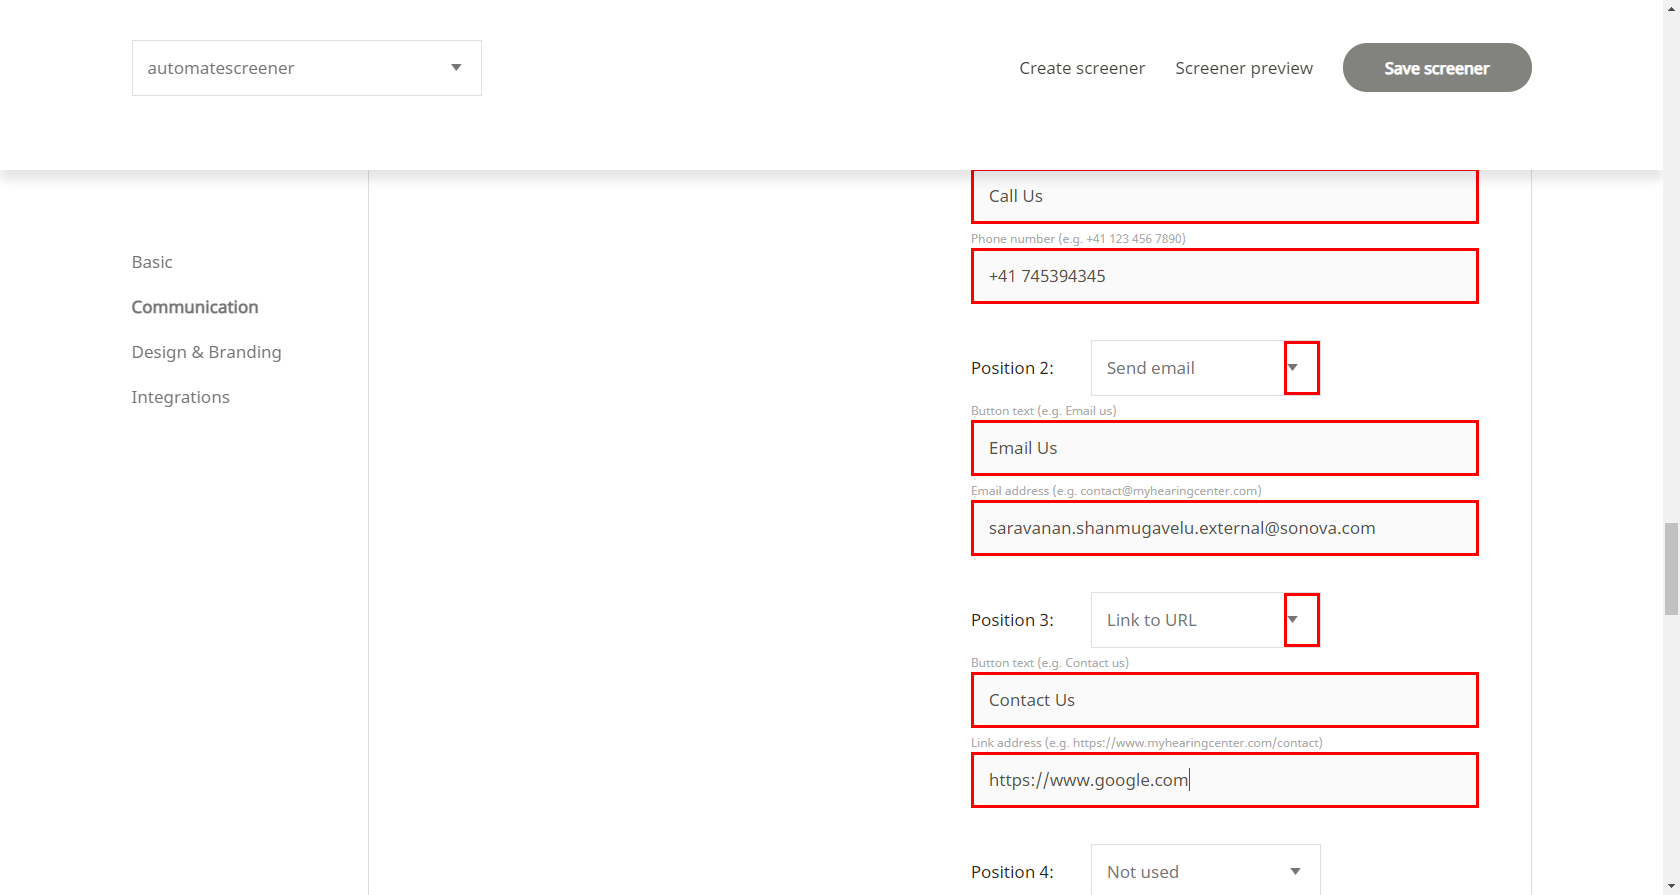 automatescreener
Create screener
Screener preview
Save screener
Basic
Communication
Design & Branding
Integrations
Call Us
Phone number (e.g. +41 123 456 7890)
+41 745394345
Position 2:
Send email
Button text (e.g. Email us)
Email Us
Email address (e.g. contact@myhearingcenter.com)
saravanan.shanmugavelu.external@sonova.com
Position 3:
Link to URL
Button text (e.g. Contact us)
Contact Us
Link address (e.g. https://www.myhearingcenter.com/contact)
https://www.google.com
Position 4:
Not used